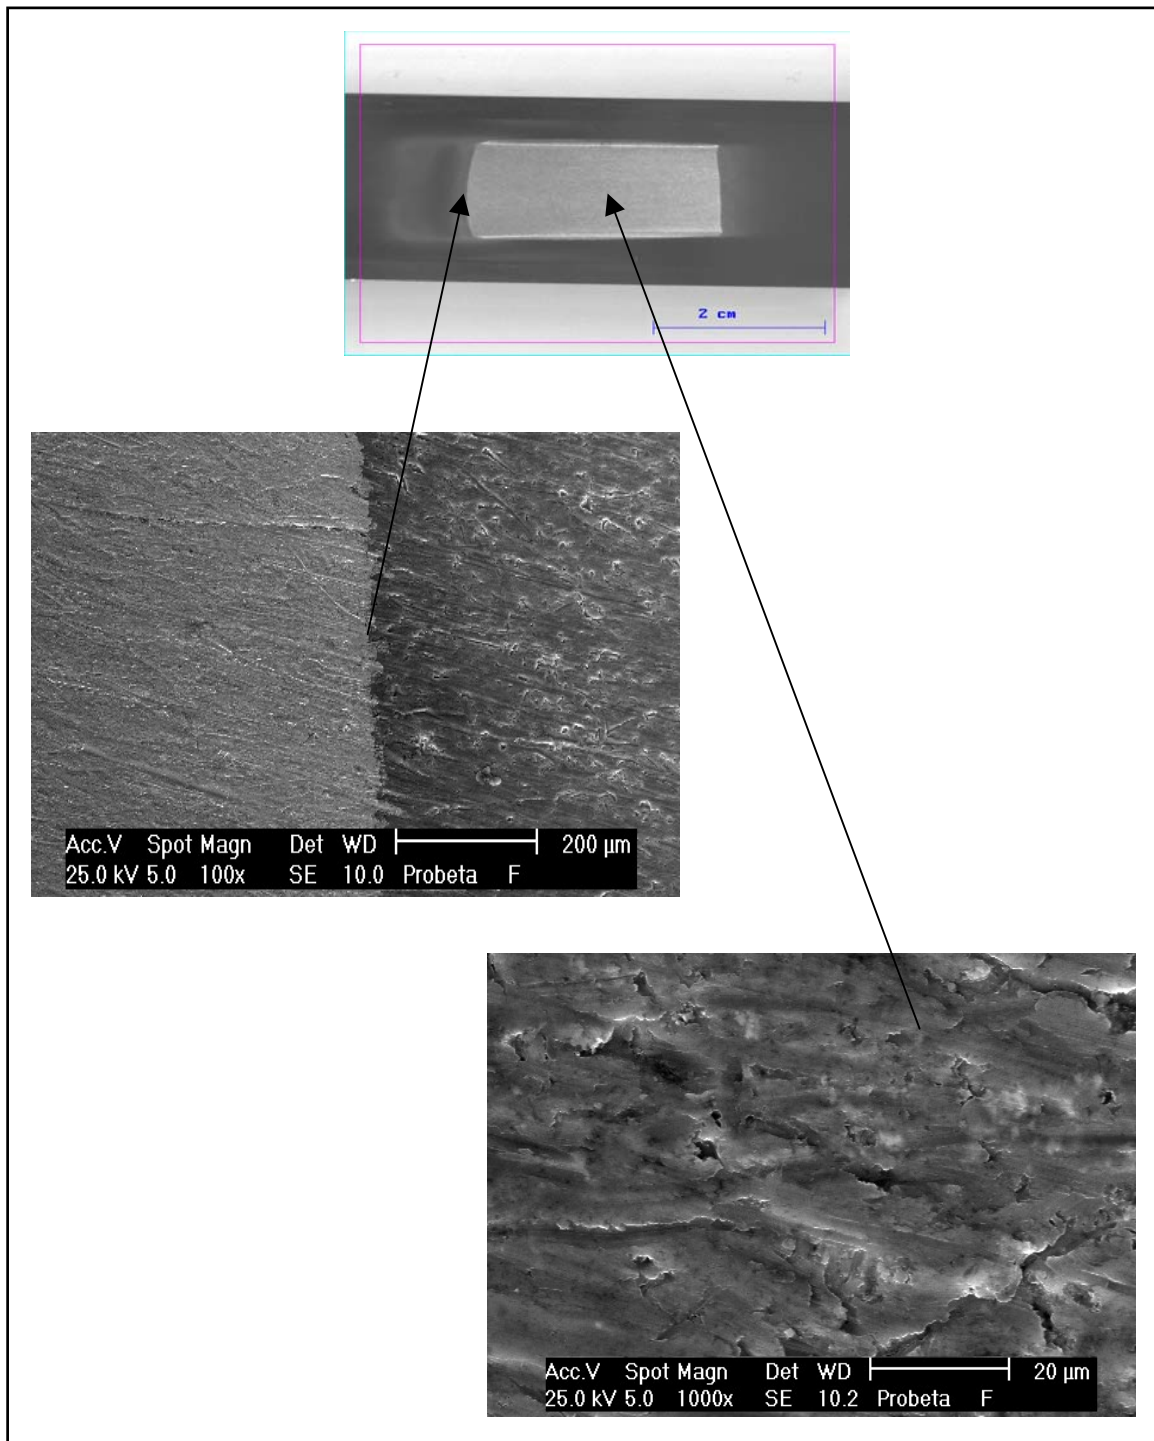 2 cm
Acc.V Spot Magn Det WD 200 µm
25.0 kV 5.0 100x SE 10.0 Probeta F
Acc.V Spot Magn Det WD 20 µm
25.0 kV 5.0 1000x SE 10.2 Probeta F